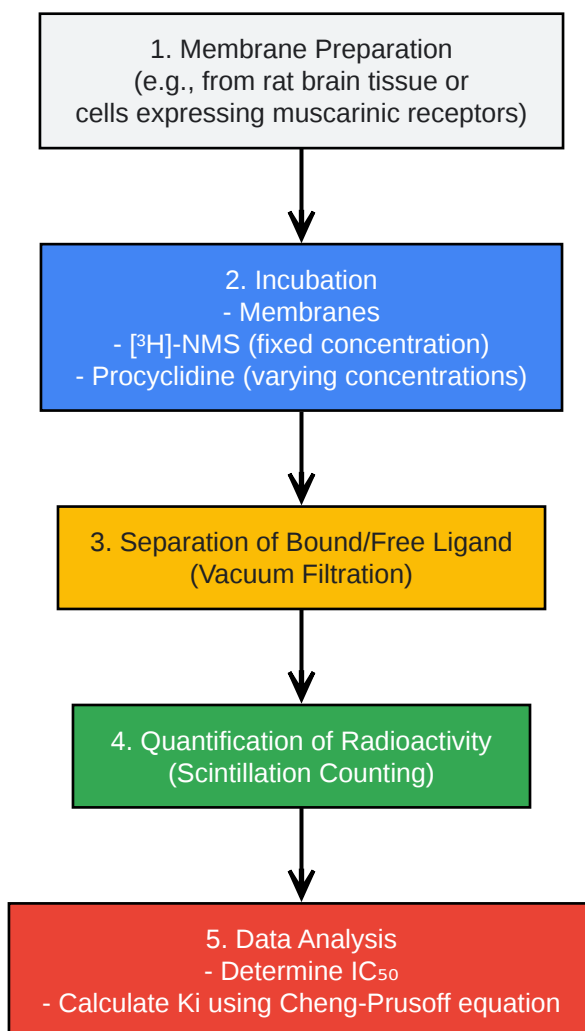 1. Membrane Preparation
(e.g., from rat brain tissue or
cells expressing muscarinic receptors)
2. Incubation
- Membranes
- [³H]-NMS (fixed concentration)
- Procyclidine (varying concentrations)
3. Separation of Bound/Free Ligand
(Vacuum Filtration)
4. Quantification of Radioactivity
(Scintillation Counting)
5. Data Analysis
- Determine IC₅₀
- Calculate Ki using Cheng-Prusoff equation